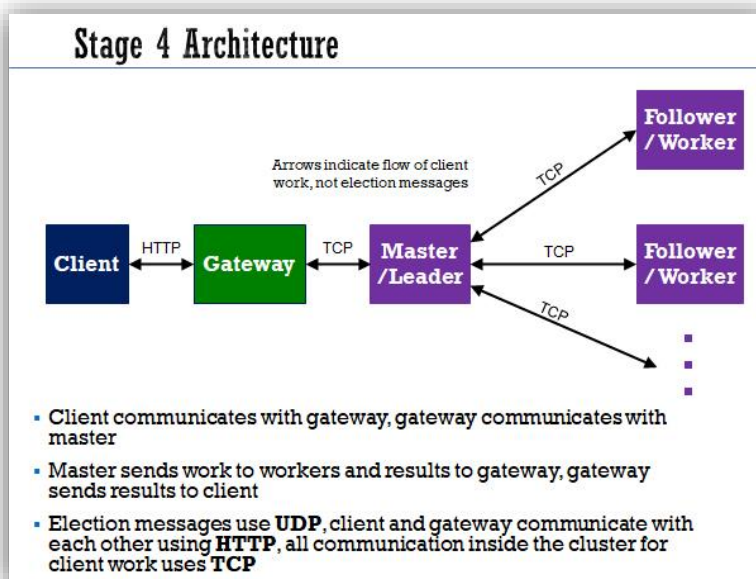 Stage 4 Architecture
Arrows indicate flow of client
work, not election messages
Follower
/Worker
TCP
Client
HTTP
Gateway
TCP
Master
/Leader
TCP
Follower
/Worker
TCP
▪ Client communicates with gateway, gateway communicates with
master
▪ Master sends work to workers and results to gateway, gateway
sends results to client
▪ Election messages use UDP, client and gateway communicate with
each other using HTTP, all communication inside the cluster for
client work uses TCP